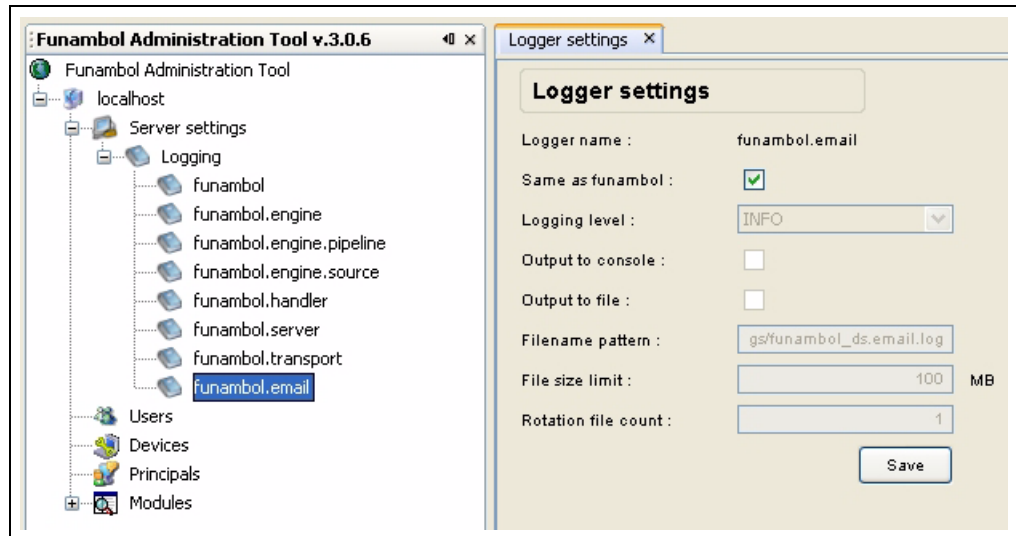 Funambol Administration Tool v.3.0.6
Funambol Administration Tool
localhost
Server settings
Logging
funambol
funambol.engine
funambol.engine.pipeline
funambol.engine.source
funambol.handler
funambol.server
funambol.transport
funambol.email
Users
Devices
Principals
Modules
Logger settings
Logger settings
Logger name : funambol.email
Same as funambol :
Logging level : INFO
Output to console :
Output to file :
Filename pattern : gs/funambol_ds.email.log
File size limit : 100 MB
Rotation file count : 1
Save